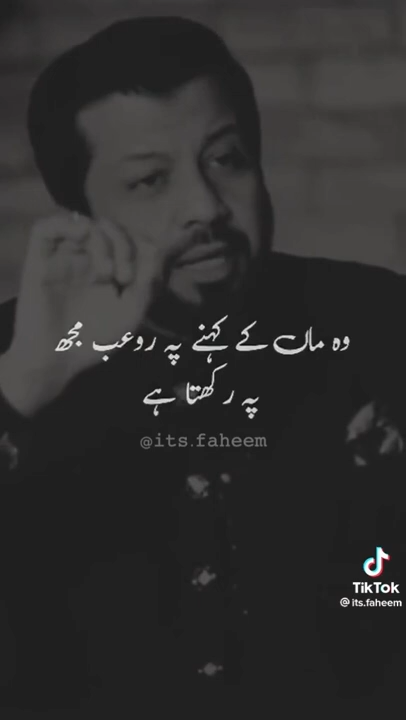 وہ ماں کے کہنے پہ روعب مجھ
پہ رکھتا ہے
@its.faheem
TikTok
@its.faheem